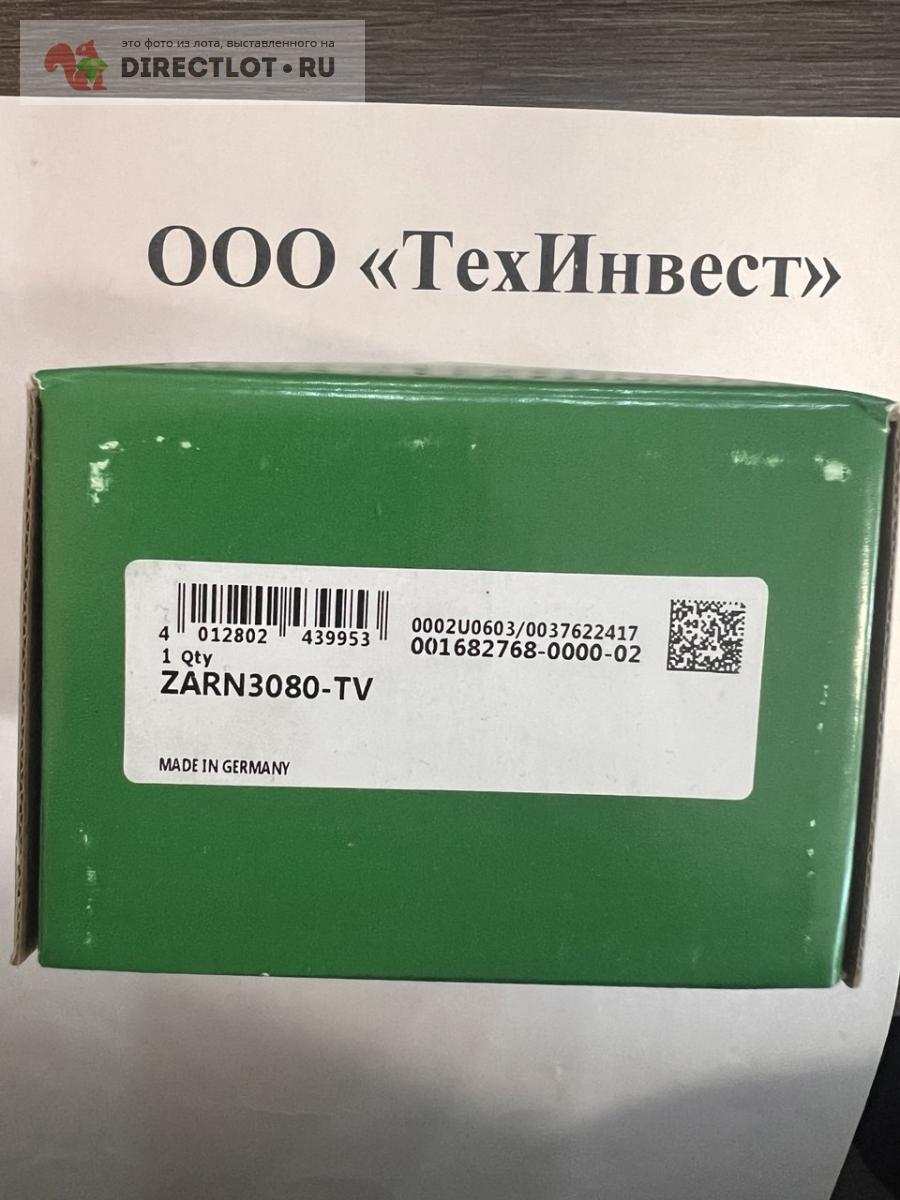 это фото из лота, выставленного на
DIRECTLOT•RU
ООО «ТехИнвест»
4 012802 439953
0002U0603/0037622417
001682768-0000-02
1 Qty
ZARN3080-TV
MADE IN GERMANY